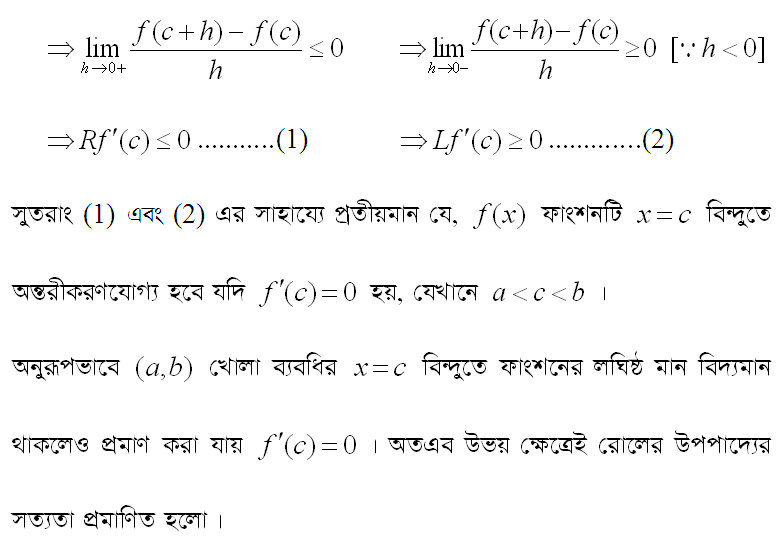 ⇒ lim_{h→0+} (f(c+h) − f(c))/h ≤ 0   ⇒ lim_{h→0−} (f(c+h) − f(c))/h ≥ 0 [∵ h < 0]
⇒ Rf′(c) ≤ 0 ...........(1)   ⇒ Lf′(c) ≥ 0 .............(2)
সুতরাং (1) এবং (2) এর সাহায্যে প্রতীয়মান যে, f(x) ফাংশনটি x = c বিন্দুতে
অন্তরীকরণযোগ্য হবে যদি f′(c) = 0 হয়, যেখানে a < c < b ।
অনুরূপভাবে (a,b) খোলা ব্যবধির x = c বিন্দুতে ফাংশনের লঘিষ্ঠ মান বিদ্যমান
থাকলেও প্রমাণ করা যায় f′(c) = 0 । অতএব উভয় ক্ষেত্রেই রোলের উপপাদ্যের
সত্যতা প্রমাণিত হলো ।